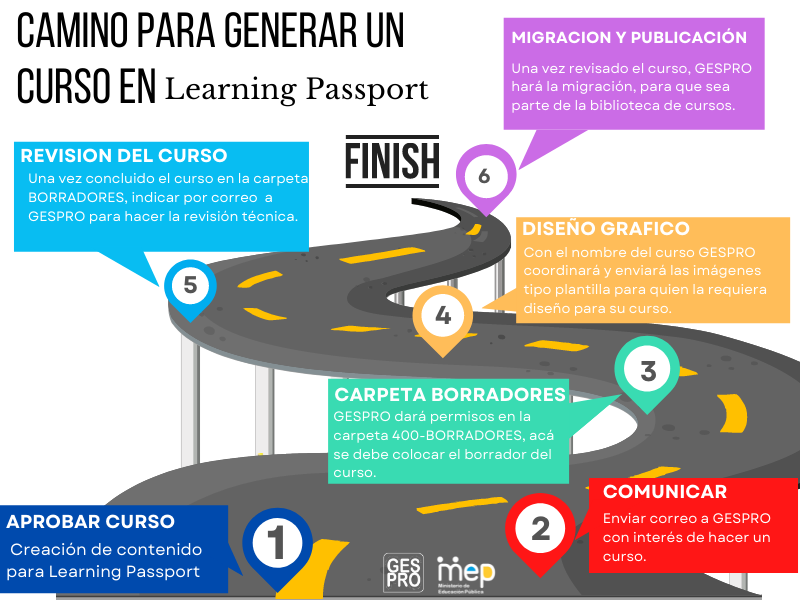 CAMINO PARA GENERAR UN
CURSO EN Learning Passport
MIGRACION Y PUBLICACIÓN
Una vez revisado el curso, GESPRO
hará la migración, para que sea
parte de la biblioteca de cursos.
REVISION DEL CURSO
Una vez concluido el curso en la carpeta
BORRADORES, indicar por correo a
GESPRO para hacer la revisión técnica.
FINISH
6
DISEÑO GRAFICO
Con el nombre del curso GESPRO
coordinará y enviará las imágenes
tipo plantilla para quien la requiera
diseño para su curso.
5
4
3
CARPETA BORRADORES
GESPRO dará permisos en la
carpeta 400-BORRADORES, acá
se debe colocar el borrador del
curso.
COMUNICAR
Enviar correo a GESPRO
con interés de hacer un
curso.
2
APROBAR CURSO
Creación de contenido
para Learning Passport
1
GES
PRO
mep
Ministerio de
Educación Pública